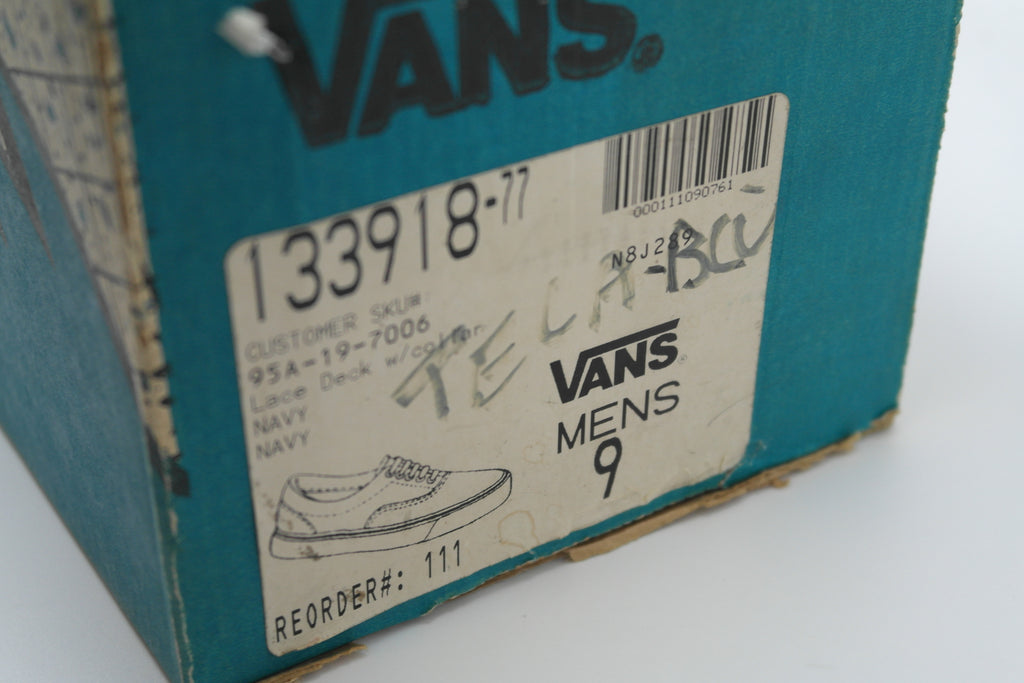 VANS.
133918-77
000111090761
N8J289
CUSTOMER SKU#:
95A-19-7006
Lace Deck w/collar
NAVY
NAVY
TELA-BCU
VANS
MENS
9
REORDER#: 111